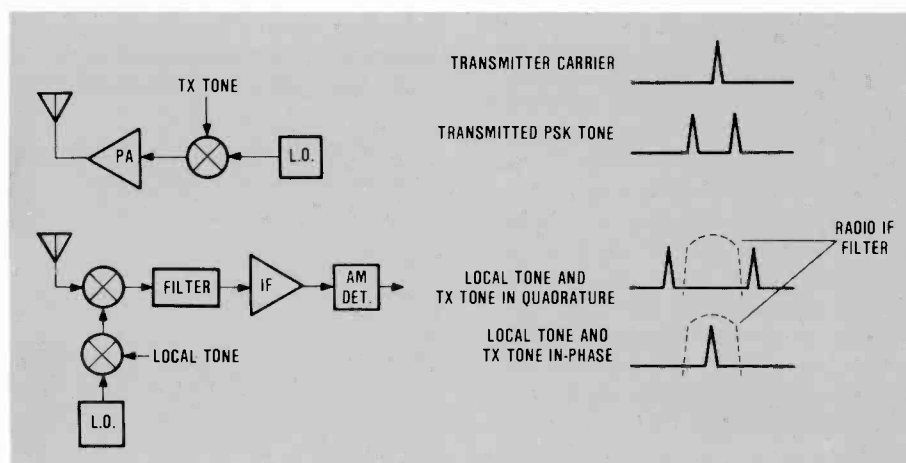 TX TONE
PA
L.O.
FILTER
IF
AM
DET.
LOCAL TONE
L.O.
TRANSMITTER CARRIER
TRANSMITTED PSK TONE
RADIO IF
FILTER
LOCAL TONE AND
TX TONE IN QUADRATURE
LOCAL TONE AND
TX TONE IN-PHASE